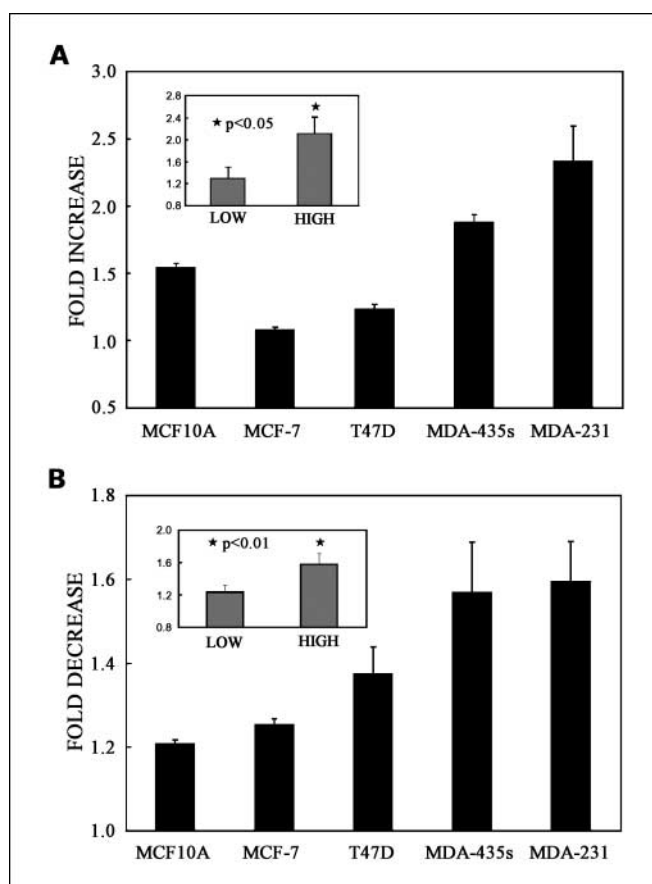 A
3.0
2.5
2.0
1.5
1.0
0.5
FOLD INCREASE
2.8
2.4
2.0
1.6
1.2
0.8
★ p<0.05
★
LOW HIGH
MCF10A MCF-7 T47D MDA-435s MDA-231
B
1.8
1.6
1.4
1.2
1.0
FOLD DECREASE
2.0
1.6
1.2
0.8
★ p<0.01
★
LOW HIGH
MCF10A MCF-7 T47D MDA-435s MDA-231